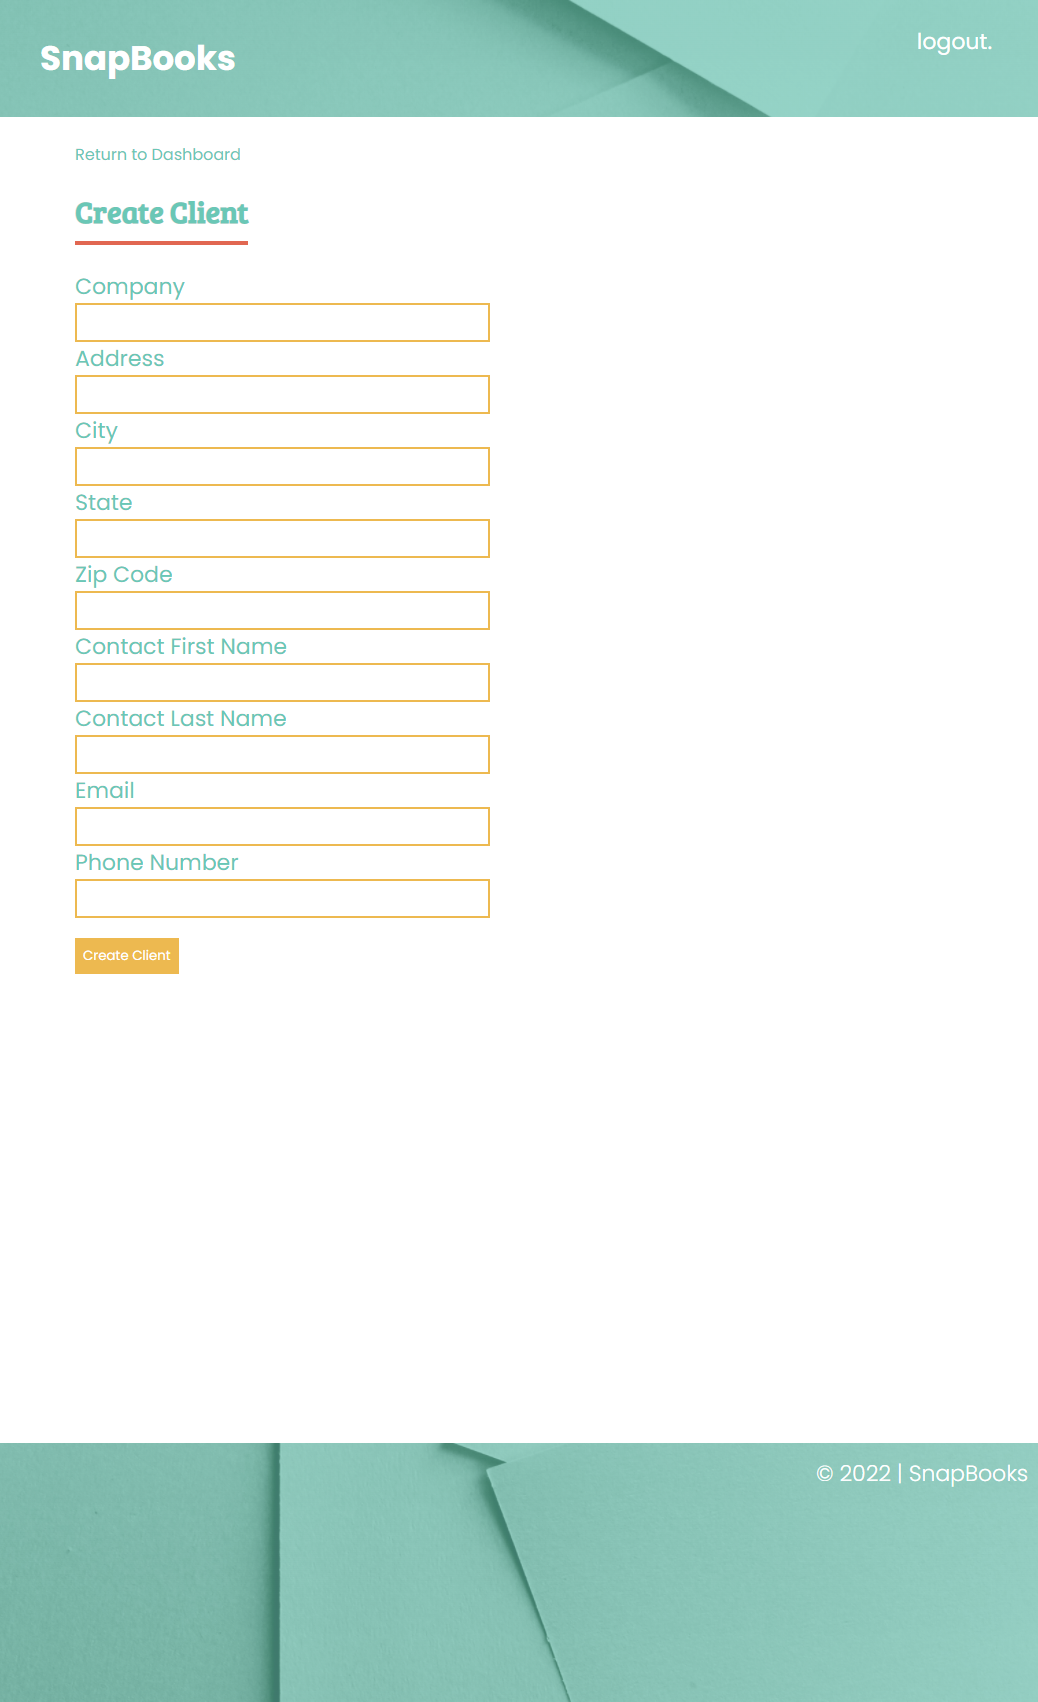 SnapBooks
logout.
Return to Dashboard
Create Client
Company
Address
City
State
Zip Code
Contact First Name
Contact Last Name
Email
Phone Number
Create Client
© 2022 | SnapBooks